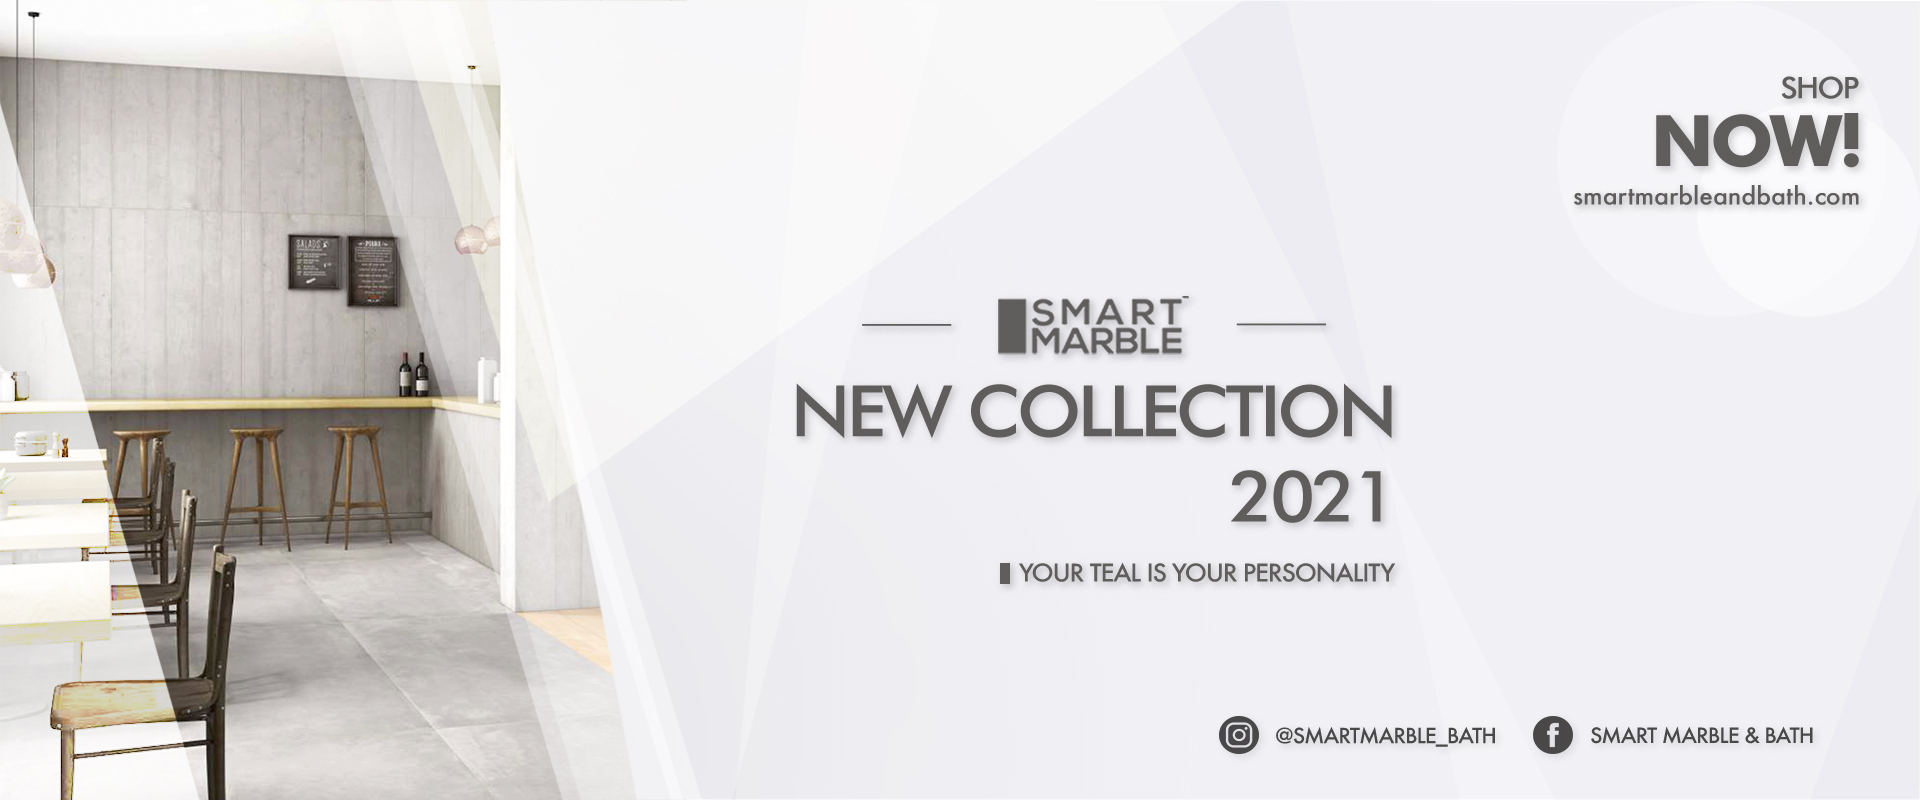 SHOP
NOW!
smartmarbleandbath.com
SMART
MARBLE
NEW COLLECTION
2021
YOUR TEAL IS YOUR PERSONALITY
@SMARTMARBLE_BATH
SMART MARBLE & BATH
SALADS